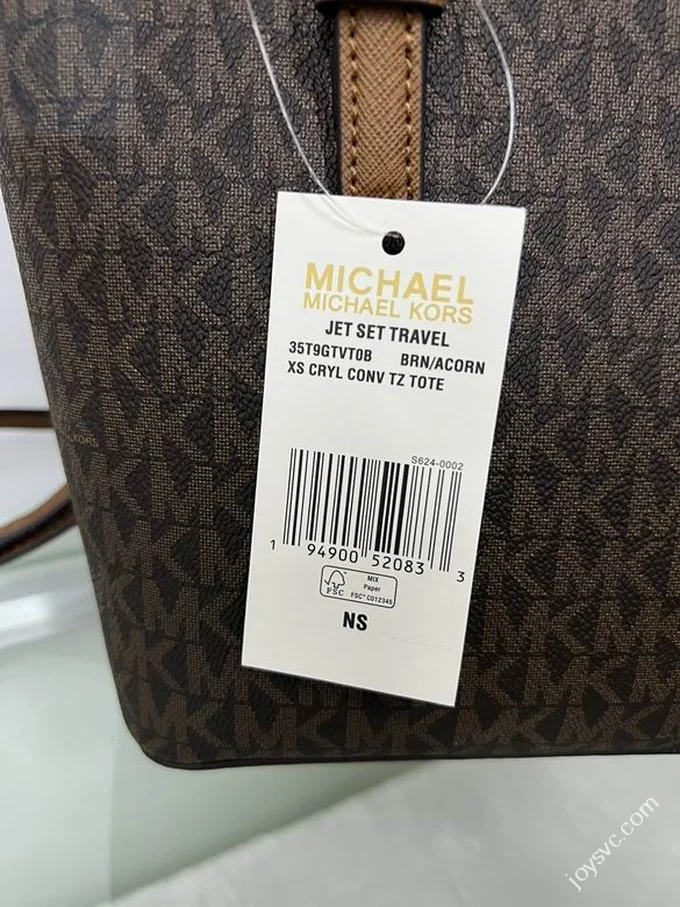 MICHAEL
MICHAEL KORS
JET SET TRAVEL
35T9GTVT0B BRN/ACORN
XS CRYL CONV TZ TOTE
S624-0002
1 94900 52083 3
FSC
MIX
Paper
FSC® C012345
NS
joysvc.com